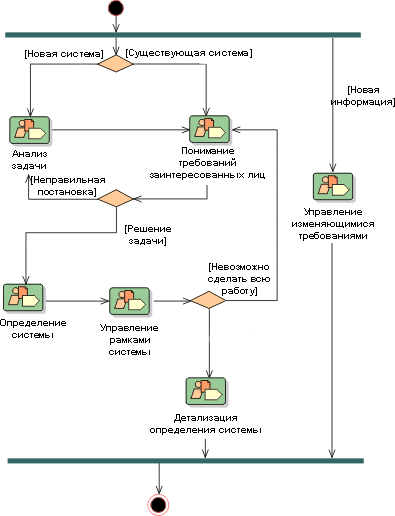 [Новая система]
[Существующая система]
[Новая
информация]
Анализ
задачи
Понимание
требований
заинтересованных лиц
[Неправильная
постановка]
Управление
изменяющимися
требованиями
[Решение
задачи]
[Невозможно
сделать всю
работу]
Определение
системы
Управление
рамками
системы
Детализация
определения системы